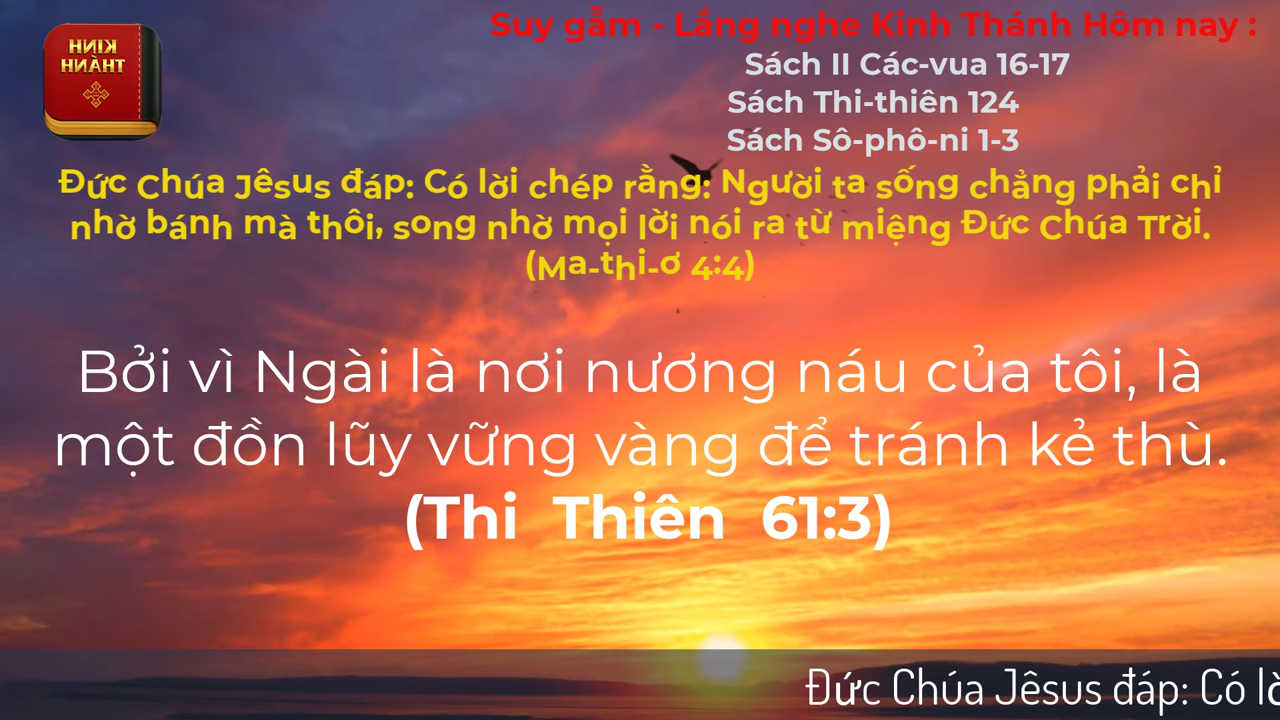 KINH
THÁNH
Suy gẫm - Lắng nghe Kinh Thánh Hôm nay :
Sách II Các-vua 16-17
Sách Thi-thiên 124
Sách Sô-phô-ni 1-3
Đức Chúa Jêsus đáp: Có lời chép rằng: Người ta sống chẳng phải chỉ
nhờ bánh mà thôi, song nhờ mọi lời nói ra từ miệng Đức Chúa Trời.
(Ma-thi-ơ 4:4)
Bởi vì Ngài là nơi nương náu của tôi, là
một đồn lũy vững vàng để tránh kẻ thù.
(Thi Thiên 61:3)
Đức Chúa Jêsus đáp: Có lờ